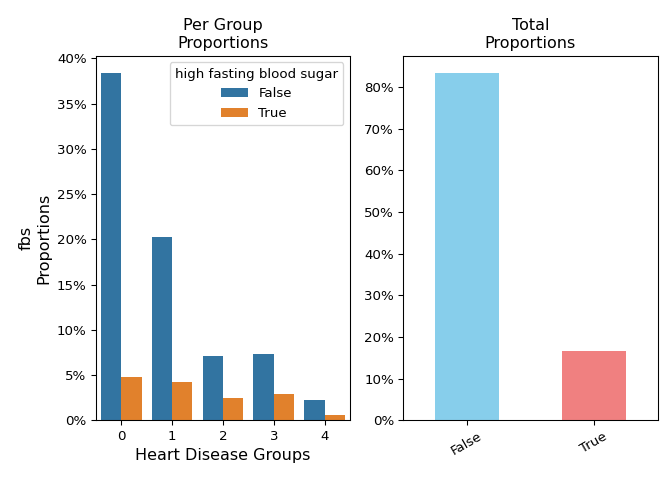 Per Group
Proportions
Total
Proportions
40%
35%
30%
25%
20%
15%
10%
5%
0%
fbs
Proportions
high fasting blood sugar
False
True
0 1 2 3 4
Heart Disease Groups
80%
70%
60%
50%
40%
30%
20%
10%
0%
False
True